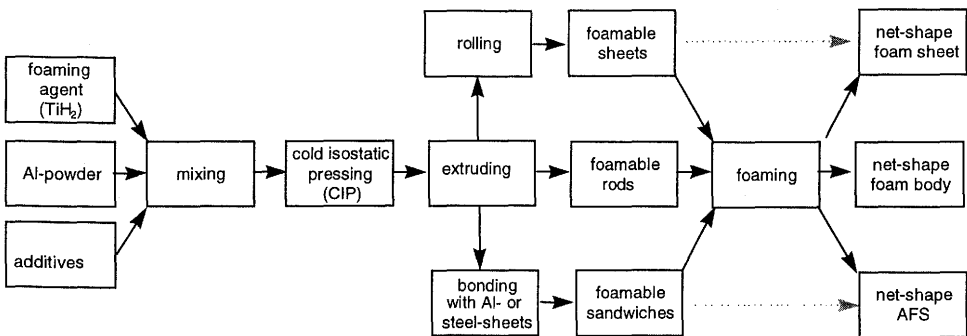 foaming
agent
(TiH₂)
Al-powder
additives
mixing
cold isostatic
pressing
(CIP)
extruding
rolling
foamable
sheets
foamable
rods
bonding
with Al- or
steel-sheets
foamable
sandwiches
foaming
net-shape
foam sheet
net-shape
foam body
net-shape
AFS